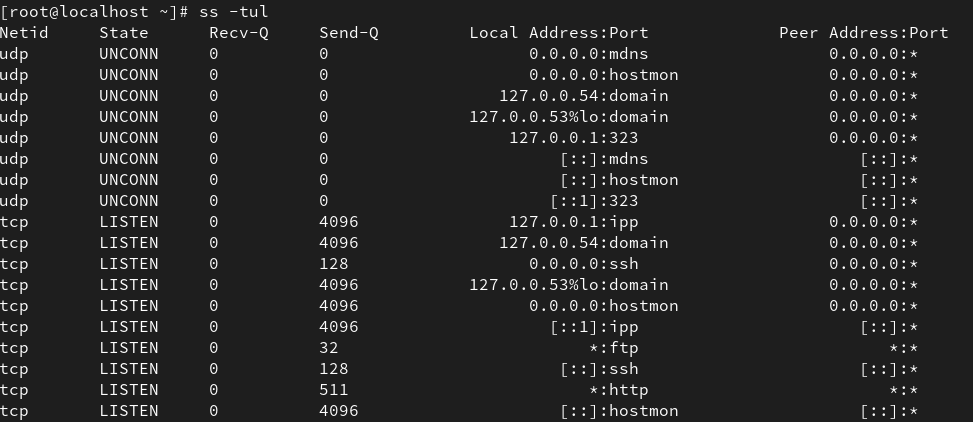 [root@localhost ~]# ss -tul
Netid State Recv-Q Send-Q Local Address:Port Peer Address:Port
udp UNCONN 0 0 0.0.0.0:mdns 0.0.0.0:*
udp UNCONN 0 0 0.0.0.0:hostmon 0.0.0.0:*
udp UNCONN 0 0 127.0.0.54:domain 0.0.0.0:*
udp UNCONN 0 0 127.0.0.53%lo:domain 0.0.0.0:*
udp UNCONN 0 0 127.0.0.1:323 0.0.0.0:*
udp UNCONN 0 0 [::]:mdns [::]:*
udp UNCONN 0 0 [::]:hostmon [::]:*
udp UNCONN 0 0 [::1]:323 [::]:*
tcp LISTEN 0 4096 127.0.0.1:ipp 0.0.0.0:*
tcp LISTEN 0 4096 127.0.0.54:domain 0.0.0.0:*
tcp LISTEN 0 128 0.0.0.0:ssh 0.0.0.0:*
tcp LISTEN 0 4096 127.0.0.53%lo:domain 0.0.0.0:*
tcp LISTEN 0 4096 0.0.0.0:hostmon 0.0.0.0:*
tcp LISTEN 0 4096 [::1]:ipp [::]:*
tcp LISTEN 0 32 *:ftp *:*
tcp LISTEN 0 128 [::]:ssh [::]:*
tcp LISTEN 0 511 *:http *:*
tcp LISTEN 0 4096 [::]:hostmon [::]:*